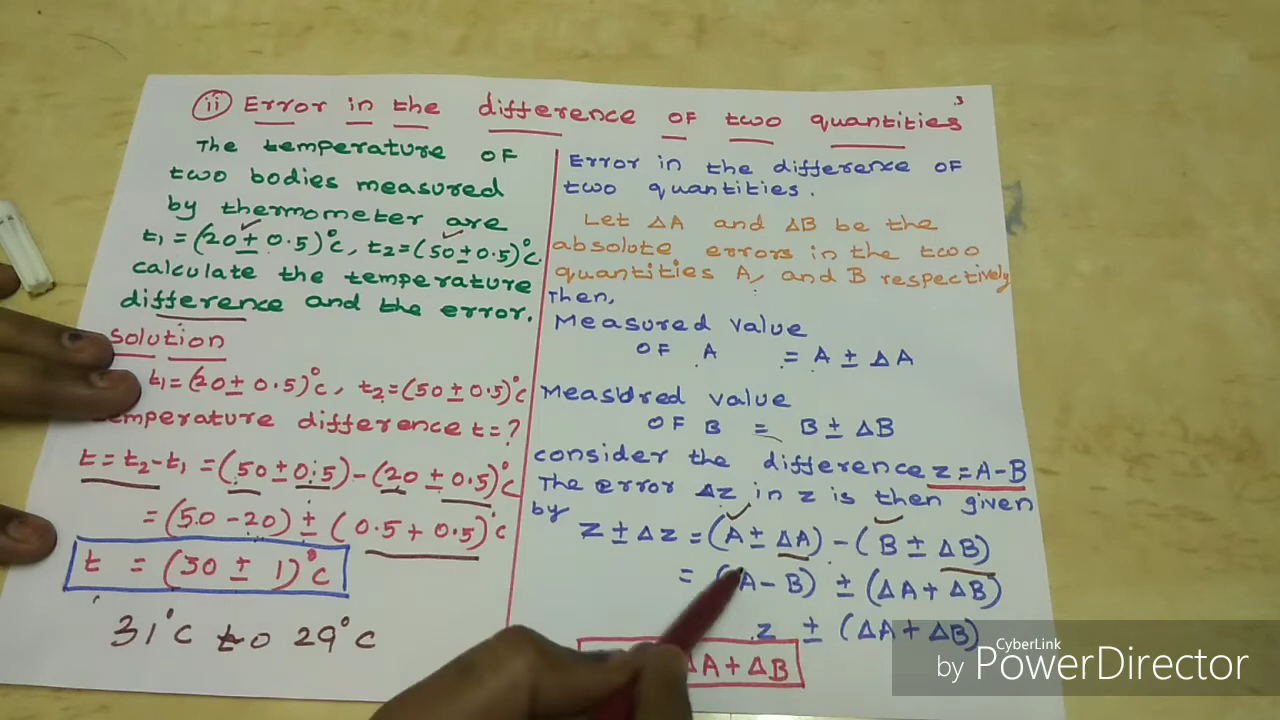 3
(ii) Error in the difference of two quantities
The temperature of
two bodies measured
by thermometer are
t₁ = (20 ± 0.5)°C, t₂ = (50 ± 0.5)°C
calculate the temperature
difference and the error.
Solution
t₁ = (20 ± 0.5)°C, t₂ = (50 ± 0.5)°C
temperature difference t = ?
t = t₂ - t₁ = (50 ± 0.5) - (20 ± 0.5)°C
= (50 - 20) ± (0.5 + 0.5)°C
t = (30 ± 1)°C
31°C to 29°C
Error in the difference of
two quantities.
Let ΔA and ΔB be the
absolute errors in the two
quantities A, and B respectively
Then,
Measured value
of A = A ± ΔA
Measured value
of B = B ± ΔB
consider the difference z = A - B
The error Δz in z is then given
by
Z ± Δz = (A ± ΔA) - (B ± ΔB)
= (A - B) ± (ΔA + ΔB)
z ± (ΔA + ΔB)
ΔA + ΔB
CyberLink
by PowerDirector